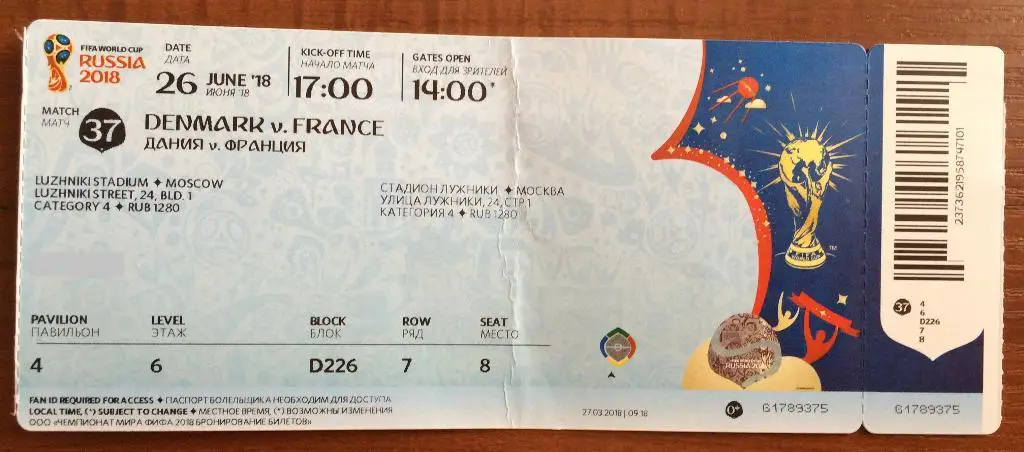 FIFA WORLD CUP
RUSSIA
2018
DATE
ДАТА
26 JUNE '18
ИЮНЯ '18
KICK-OFF TIME
НАЧАЛО МАТЧА
17:00
GATES OPEN
ВХОД ДЛЯ ЗРИТЕЛЕЙ
14:00*
MATCH
МАТЧ
37
DENMARK v. FRANCE
ДАНИЯ v. ФРАНЦИЯ
LUZHNIKI STADIUM ✦ MOSCOW
LUZHNIKI STREET, 24, BLD. 1
CATEGORY 4 ✦ RUB 1280
СТАДИОН ЛУЖНИКИ ✦ МОСКВА
УЛИЦА ЛУЖНИКИ, 24, СТР.1
КАТЕГОРИЯ 4 ✦ RUB 1280
PAVILION
ПАВИЛЬОН
4
LEVEL
ЭТАЖ
6
BLOCK
БЛОК
D226
ROW
РЯД
7
SEAT
МЕСТО
8
FAN ID REQUIRED FOR ACCESS ✦ ПАСПОРТ БОЛЕЛЬЩИКА НЕОБХОДИМ ДЛЯ ДОСТУПА
LOCAL TIME, (*) SUBJECT TO CHANGE ✦ МЕСТНОЕ ВРЕМЯ, (*) ВОЗМОЖНЫ ИЗМЕНЕНИЯ
ООО «ЧЕМПИОНАТ МИРА ФИФА 2018 БРОНИРОВАНИЕ БИЛЕТОВ»
27.03.2018 | 09:18
TM
RUSSIA 2018
0+
61789375
2373621958747101
37
4
6
D226
7
8
61789375